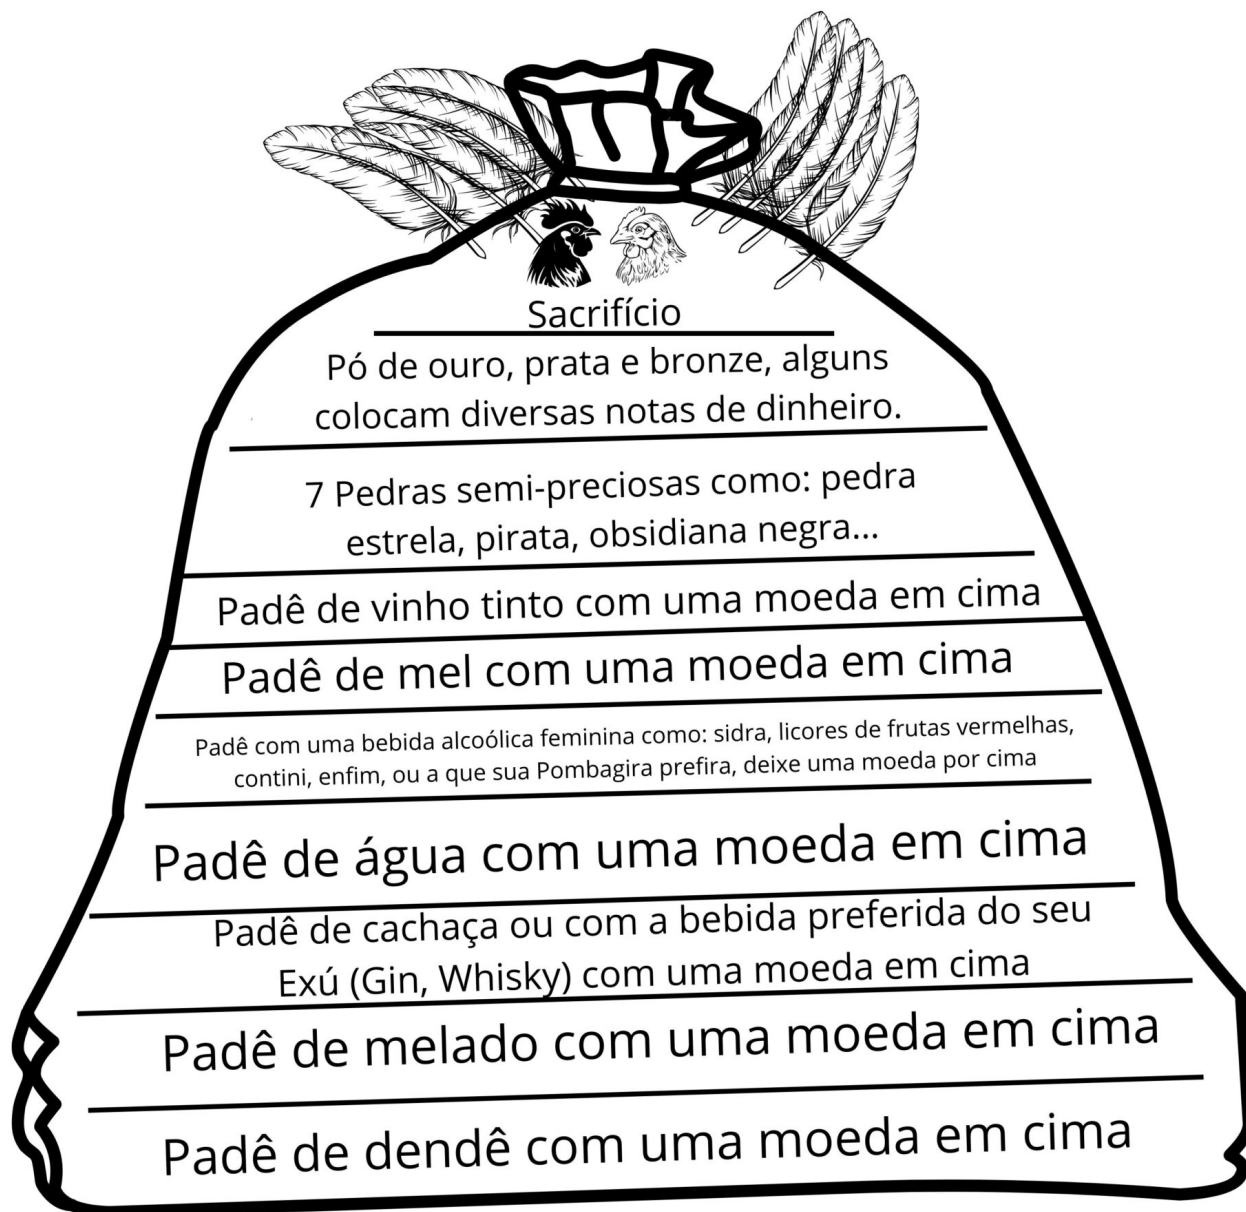 Sacrifício
Pó de ouro, prata e bronze, alguns
colocam diversas notas de dinheiro.
7 Pedras semi-preciosas como: pedra
estrela, pirata, obsidiana negra...
Padê de vinho tinto com uma moeda em cima
Padê de mel com uma moeda em cima
Padê com uma bebida alcoólica feminina como: sidra, licores de frutas vermelhas,
contini, enfim, ou a que sua Pombagira prefira, deixe uma moeda por cima
Padê de água com uma moeda em cima
Padê de cachaça ou com a bebida preferida do seu
Exú (Gin, Whisky) com uma moeda em cima
Padê de melado com uma moeda em cima
Padê de dendê com uma moeda em cima